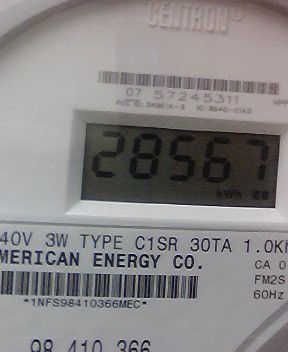 CENTRON®
07 57245311
28567
kWh
40V 3W TYPE C1SR 30TA 1.0K
MERICAN ENERGY CO.
CA 0
FM2S
60Hz
*1NFS98410366MEC*
98 410 366